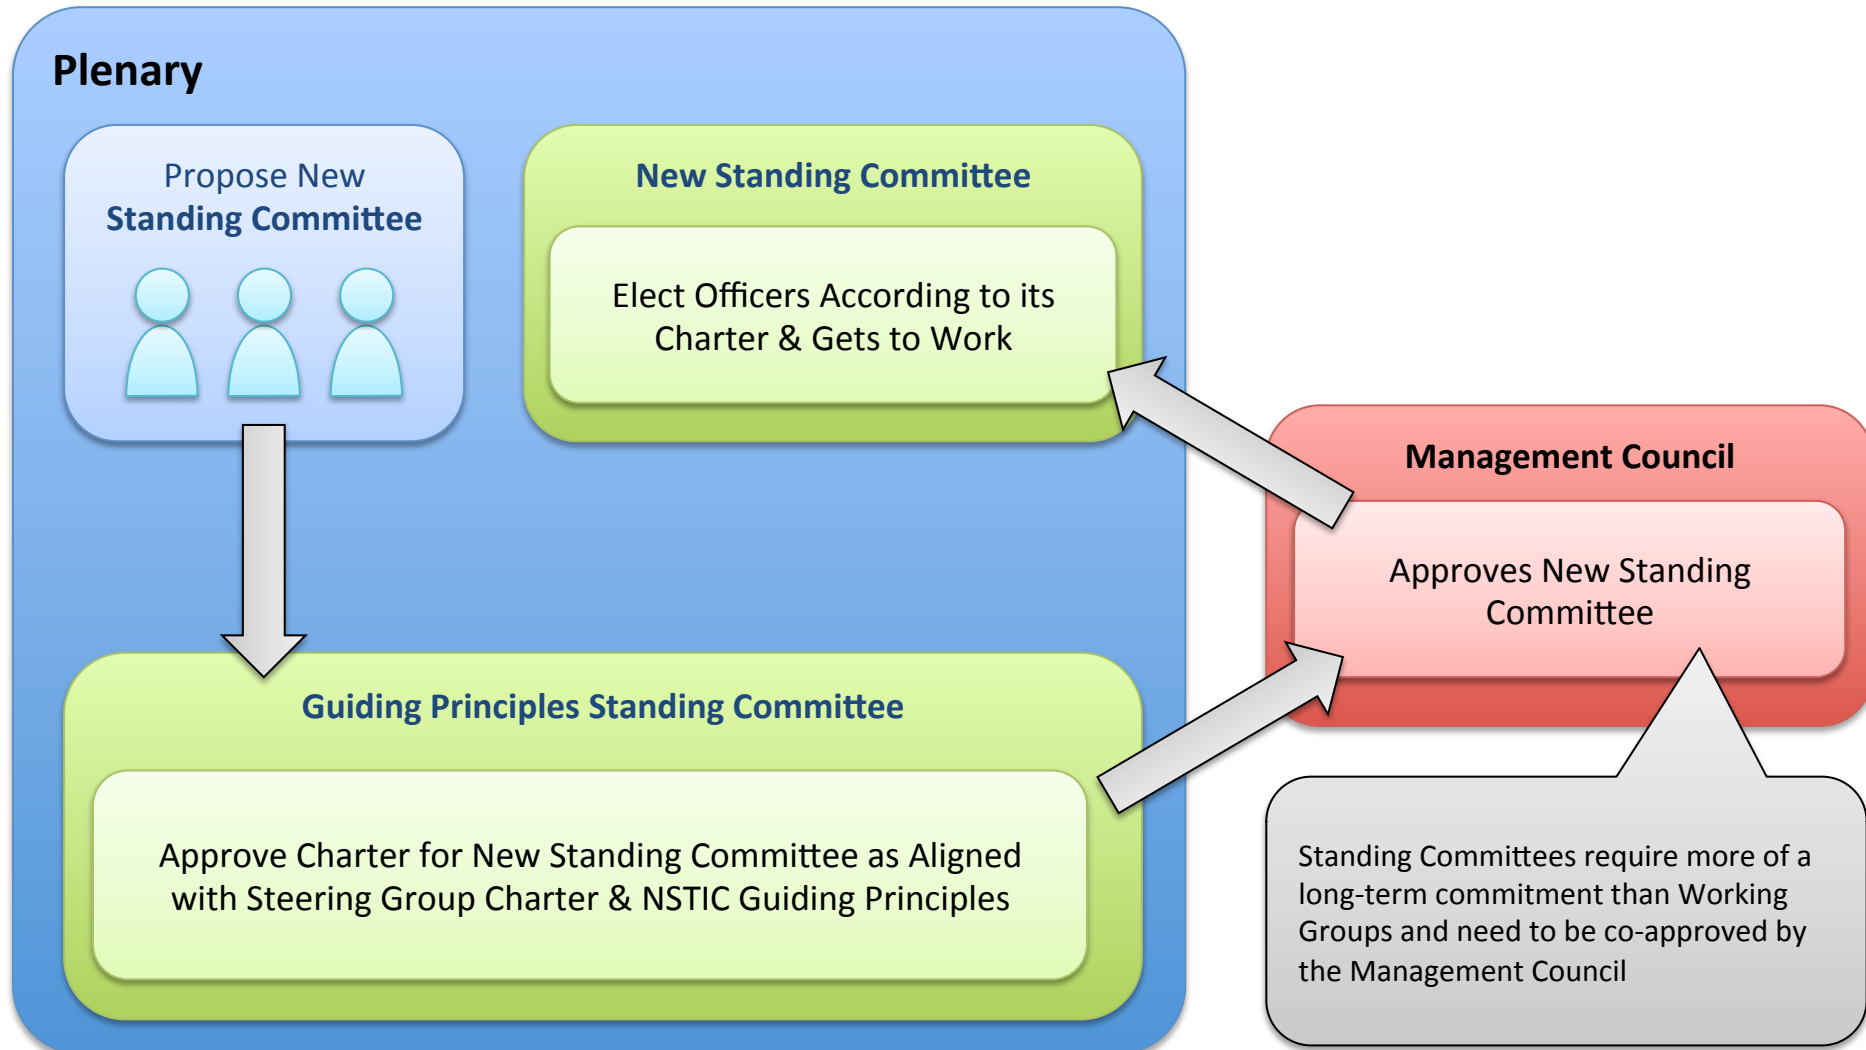 Plenary
Propose New
Standing Committee
New Standing Committee
Elect Officers According to its
Charter & Gets to Work
Management Council
Approves New Standing
Committee
Guiding Principles Standing Committee
Approve Charter for New Standing Committee as Aligned
with Steering Group Charter & NSTIC Guiding Principles
Standing Committees require more of a
long-term commitment than Working
Groups and need to be co-approved by
the Management Council